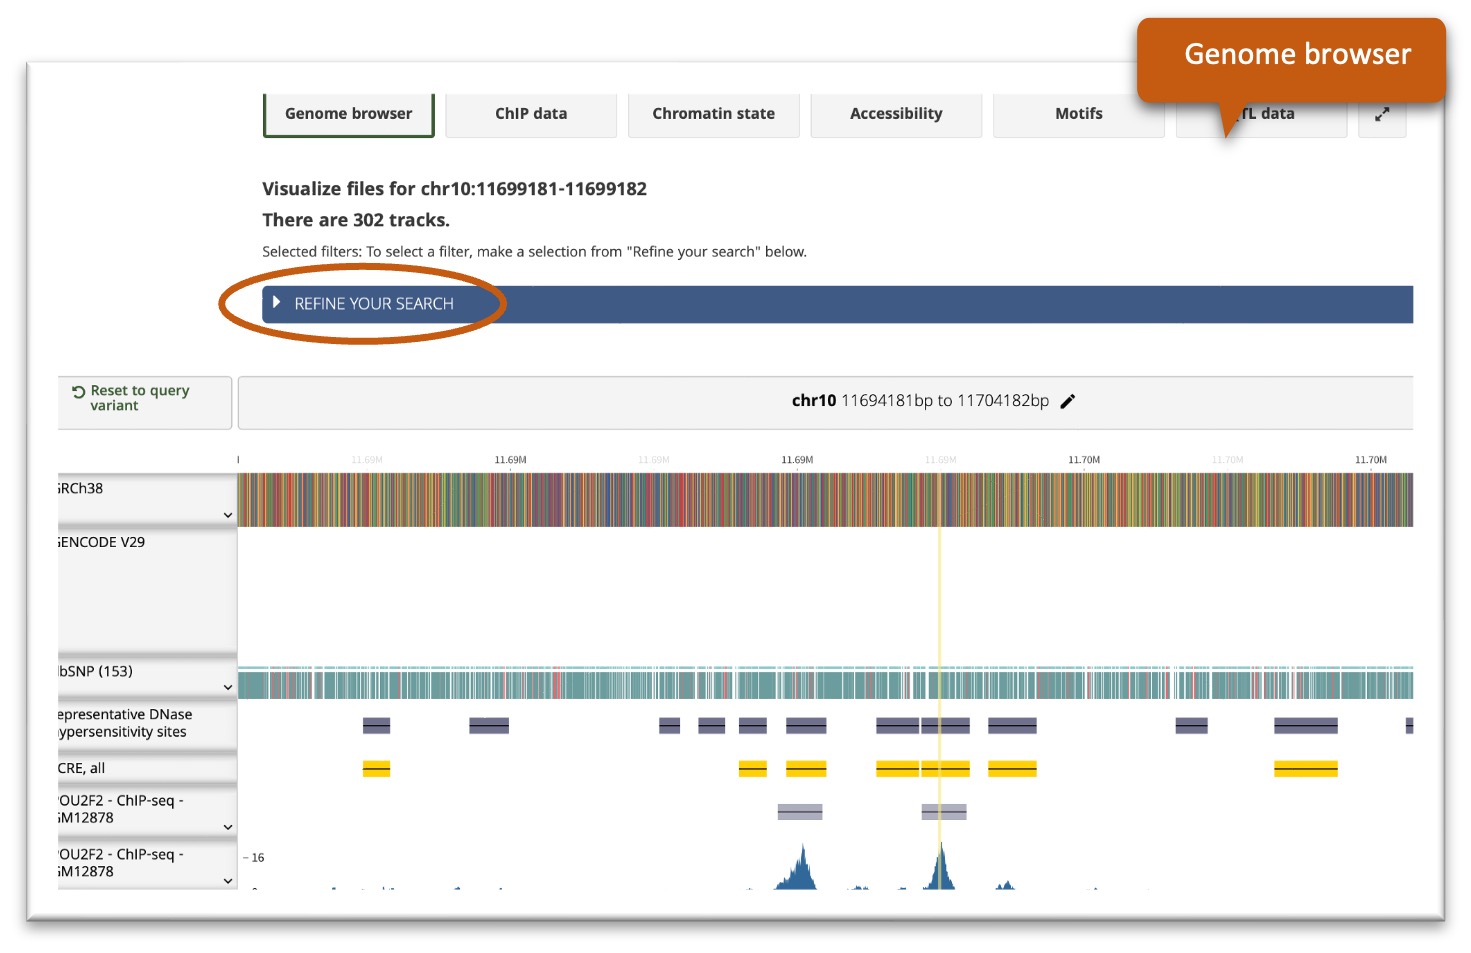 Genome browser
Genome browser ChIP data Chromatin state Accessibility Motifs TL data
Visualize files for chr10:11699181-11699182
There are 302 tracks.
Selected filters: To select a filter, make a selection from "Refine your search" below.
REFINE YOUR SEARCH
Reset to query
variant
chr10 11694181bp to 11704182bp
11.69M 11.69M 11.69M 11.69M 11.69M 11.70M 11.70M 11.70M
GRCh38
GENCODE V29
bSNP (153)
epresentative DNase
ypersensitivity sites
CRE, all
OU2F2 - ChIP-seq -
GM12878
OU2F2 - ChIP-seq -
GM12878
– 16